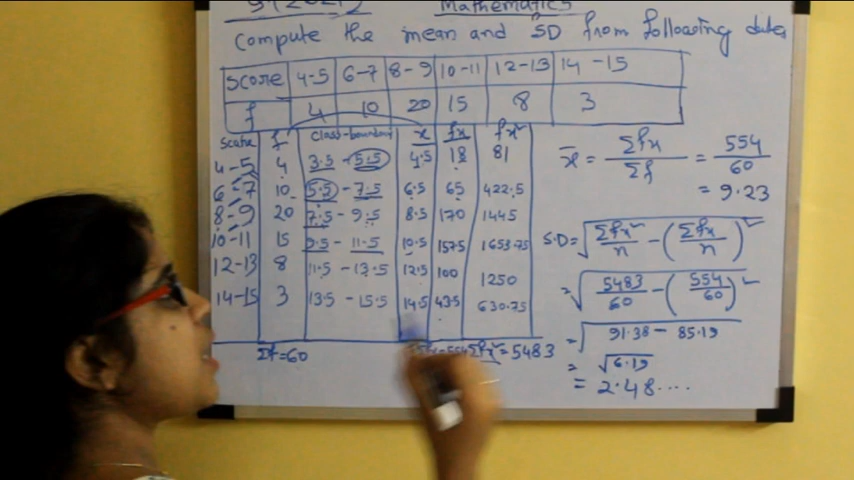 Mathematics
Compute the mean and SD from following data
Score 4-5 6-7 8-9 10-11 12-13 14-15
f 4 10 20 15 8 3
Score f class-boundary x fx fx²
4-5 4 3.5 - 5.5 4.5 18 81
6-7 10 5.5 - 7.5 6.5 65 422.5
8-9 20 7.5 - 9.5 8.5 170 1445
10-11 15 9.5 - 11.5 10.5 157.5 1653.75
12-13 8 11.5 - 13.5 12.5 100 1250
14-15 3 13.5 - 15.5 14.5 43.5 630.75
Σf=60 =554 Σfx²=5483
x̄ = Σfx / Σf = 554 / 60
= 9.23
S.D = √ Σfx²/n - (Σfx/n)²
= √ 5483/60 - (554/60)²
= √ 91.38 - 85.19
= √6.19
= 2.48....